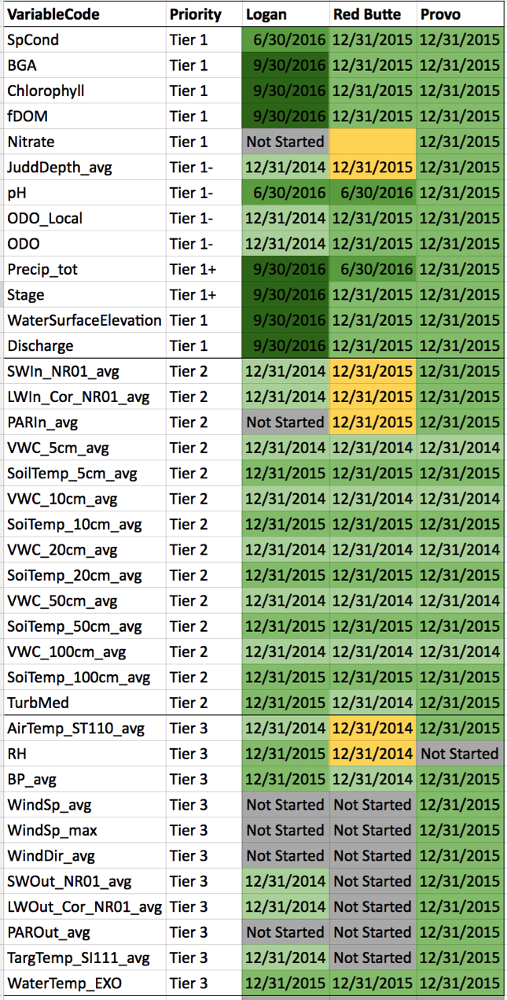 VariableCode Priority Logan Red Butte Provo
SpCond Tier 1 6/30/2016 12/31/2015 12/31/2015
BGA Tier 1 9/30/2016 12/31/2015 12/31/2015
Chlorophyll Tier 1 9/30/2016 12/31/2015 12/31/2015
fDOM Tier 1 9/30/2016 12/31/2015 12/31/2015
Nitrate Tier 1 Not Started 12/31/2015
JuddDepth_avg Tier 1- 12/31/2014 12/31/2015 12/31/2015
pH Tier 1- 6/30/2016 6/30/2016 12/31/2015
ODO_Local Tier 1- 12/31/2014 12/31/2015 12/31/2015
ODO Tier 1- 12/31/2014 12/31/2015 12/31/2015
Precip_tot Tier 1+ 9/30/2016 6/30/2016 12/31/2015
Stage Tier 1+ 9/30/2016 12/31/2015 12/31/2015
WaterSurfaceElevation Tier 1 9/30/2016 12/31/2015 12/31/2015
Discharge Tier 1 9/30/2016 12/31/2015 12/31/2015
SWIn_NR01_avg Tier 2 12/31/2014 12/31/2015 12/31/2015
LWIn_Cor_NR01_avg Tier 2 12/31/2014 12/31/2015 12/31/2015
PARIn_avg Tier 2 Not Started 12/31/2015 12/31/2015
VWC_5cm_avg Tier 2 12/31/2014 12/31/2014 12/31/2014
SoilTemp_5cm_avg Tier 2 12/31/2015 12/31/2015 12/31/2015
VWC_10cm_avg Tier 2 12/31/2014 12/31/2014 12/31/2014
SoiTemp_10cm_avg Tier 2 12/31/2015 12/31/2015 12/31/2015
VWC_20cm_avg Tier 2 12/31/2014 12/31/2014 12/31/2014
SoiTemp_20cm_avg Tier 2 12/31/2015 12/31/2015 12/31/2015
VWC_50cm_avg Tier 2 12/31/2014 12/31/2014 12/31/2014
SoiTemp_50cm_avg Tier 2 12/31/2015 12/31/2015 12/31/2015
VWC_100cm_avg Tier 2 12/31/2014 12/31/2014 12/31/2014
SoiTemp_100cm_avg Tier 2 12/31/2015 12/31/2015 12/31/2015
TurbMed Tier 2 12/31/2015 12/31/2014 12/31/2015
AirTemp_ST110_avg Tier 3 12/31/2014 12/31/2014 12/31/2015
RH Tier 3 12/31/2015 12/31/2014 Not Started
BP_avg Tier 3 12/31/2015 12/31/2014 12/31/2015
WindSp_avg Tier 3 Not Started Not Started 12/31/2015
WindSp_max Tier 3 Not Started Not Started 12/31/2015
WindDir_avg Tier 3 Not Started Not Started 12/31/2015
SWOut_NR01_avg Tier 3 12/31/2014 Not Started 12/31/2015
LWOut_Cor_NR01_avg Tier 3 12/31/2014 Not Started 12/31/2015
PAROut_avg Tier 3 Not Started Not Started 12/31/2015
TargTemp_SI111_avg Tier 3 12/31/2014 Not Started 12/31/2015
WaterTemp_EXO Tier 3 12/31/2015 12/31/2015 12/31/2015